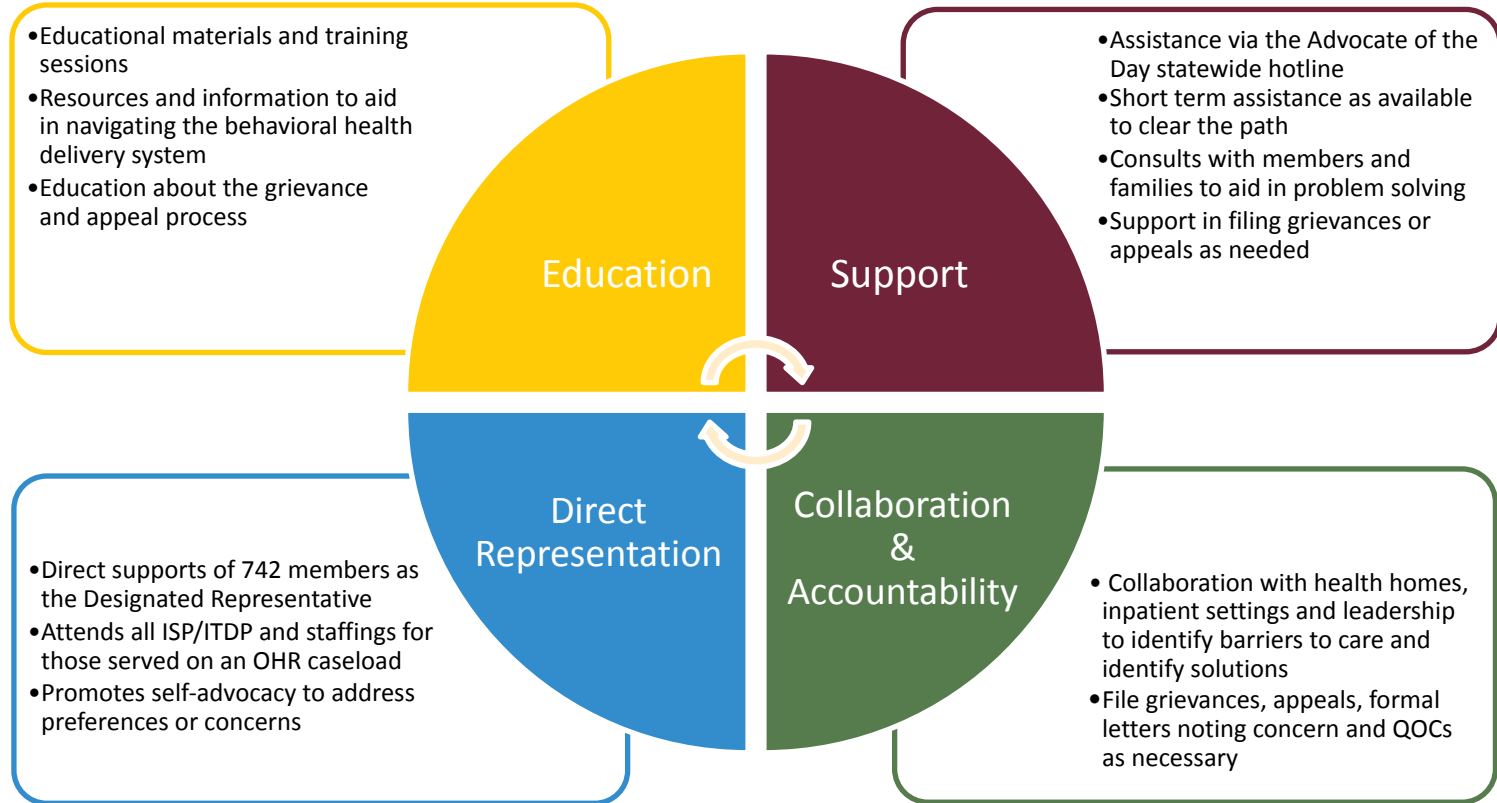 •Educational materials and training
sessions
•Resources and information to aid
in navigating the behavioral health
delivery system
•Education about the grievance
and appeal process
Education
Support
•Assistance via the Advocate of the
Day statewide hotline
•Short term assistance as available
to clear the path
•Consults with members and
families to aid in problem solving
•Support in filing grievances or
appeals as needed
•Direct supports of 742 members as
the Designated Representative
•Attends all ISP/ITDP and staffings for
those served on an OHR caseload
•Promotes self-advocacy to address
preferences or concerns
Direct
Representation
Collaboration
&
Accountability
• Collaboration with health homes,
inpatient settings and leadership
to identify barriers to care and
identify solutions
•File grievances, appeals, formal
letters noting concern and QOCs
as necessary